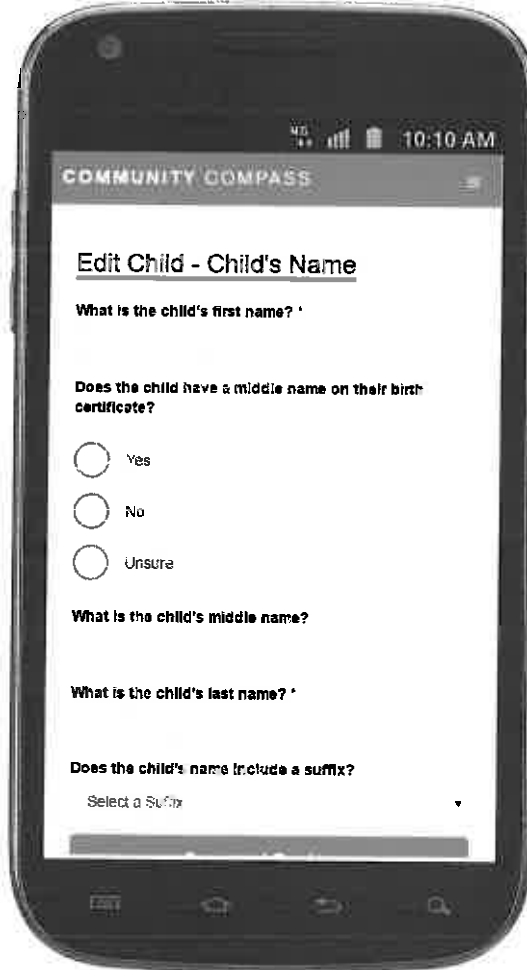 4G
10:10 AM
COMMUNITY COMPASS
Edit Child - Child's Name
What is the child's first name? *
Does the child have a middle name on their birth
certificate?
Yes
No
Unsure
What is the child's middle name?
What is the child's last name? *
Does the child's name include a suffix?
Select a Suffix